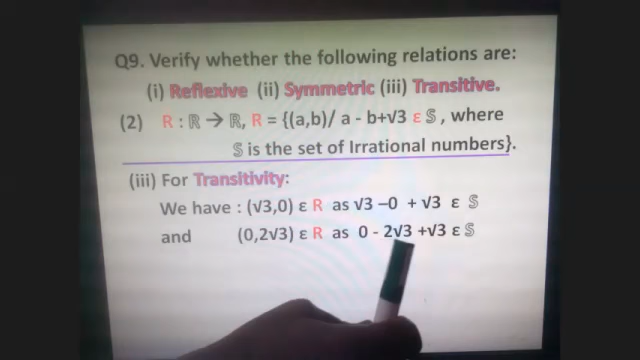 Q9. Verify whether the following relations are:
(i) Reflexive (ii) Symmetric (iii) Transitive.
(2) R : ℝ → ℝ, R = {(a,b)/ a - b+√3 ε 𝕊 , where
𝕊 is the set of Irrational numbers}.
(iii) For Transitivity:
We have : (√3,0) ε R as √3 –0 + √3 ε 𝕊
and (0,2√3) ε R as 0 - 2√3 +√3 ε 𝕊